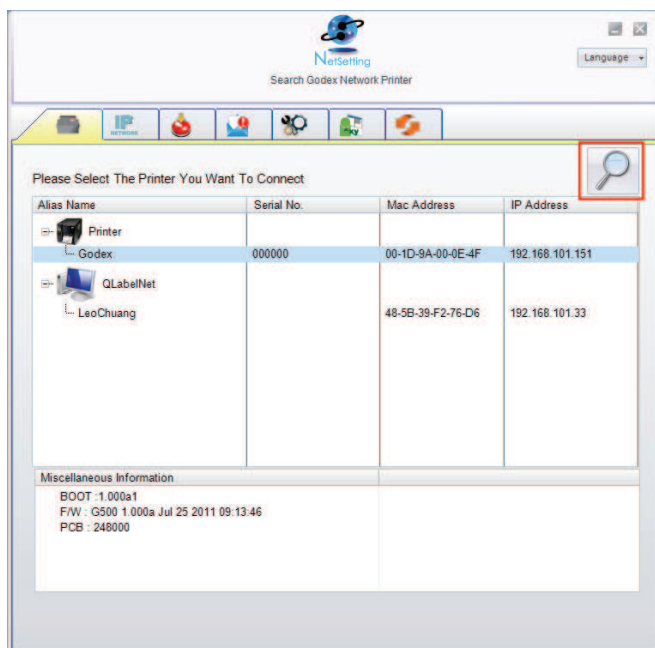 NetSetting
Language
Search Godex Network Printer
IP
NETWORK
Please Select The Printer You Want To Connect
Alias Name Serial No. Mac Address IP Address
Printer
Godex 000000 00-1D-9A-00-0E-4F 192.168.101.151
QLabelNet
LeoChuang 48-5B-39-F2-76-D6 192.168.101.33
Miscellaneous Information
BOOT :1.000a1
F/W : G500 1.000a Jul 25 2011 09:13:46
PCB : 248000